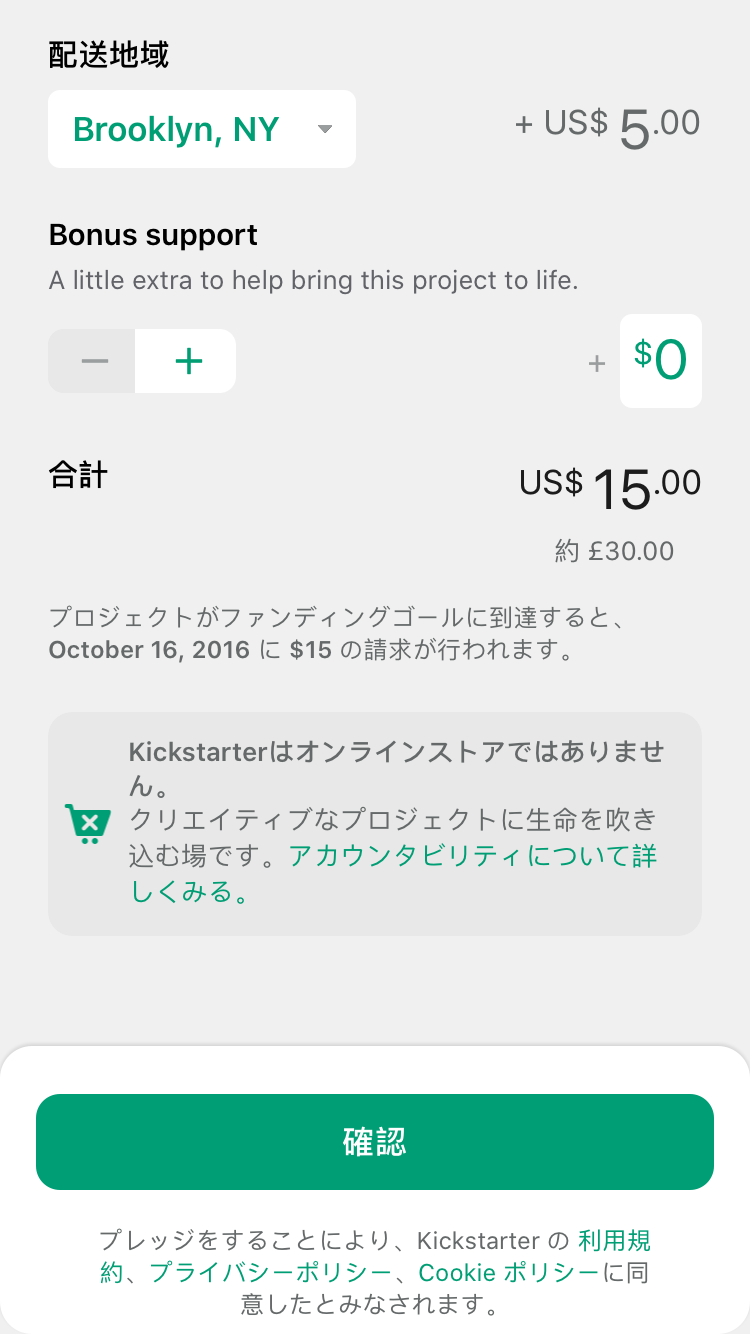 配送地域
Brooklyn, NY
+ US$ 5.00
Bonus support
A little extra to help bring this project to life.
− +
+ $0
合計
US$ 15.00
約 £30.00
プロジェクトがファンディングゴールに到達すると、
October 16, 2016 に $15 の請求が行われます。
Kickstarterはオンラインストアではありませ
ん。
クリエイティブなプロジェクトに生命を吹き
込む場です。アカウンタビリティについて詳
しくみる。
確認
プレッジをすることにより、Kickstarter の 利用規
約、プライバシーポリシー、Cookie ポリシーに同
意したとみなされます。